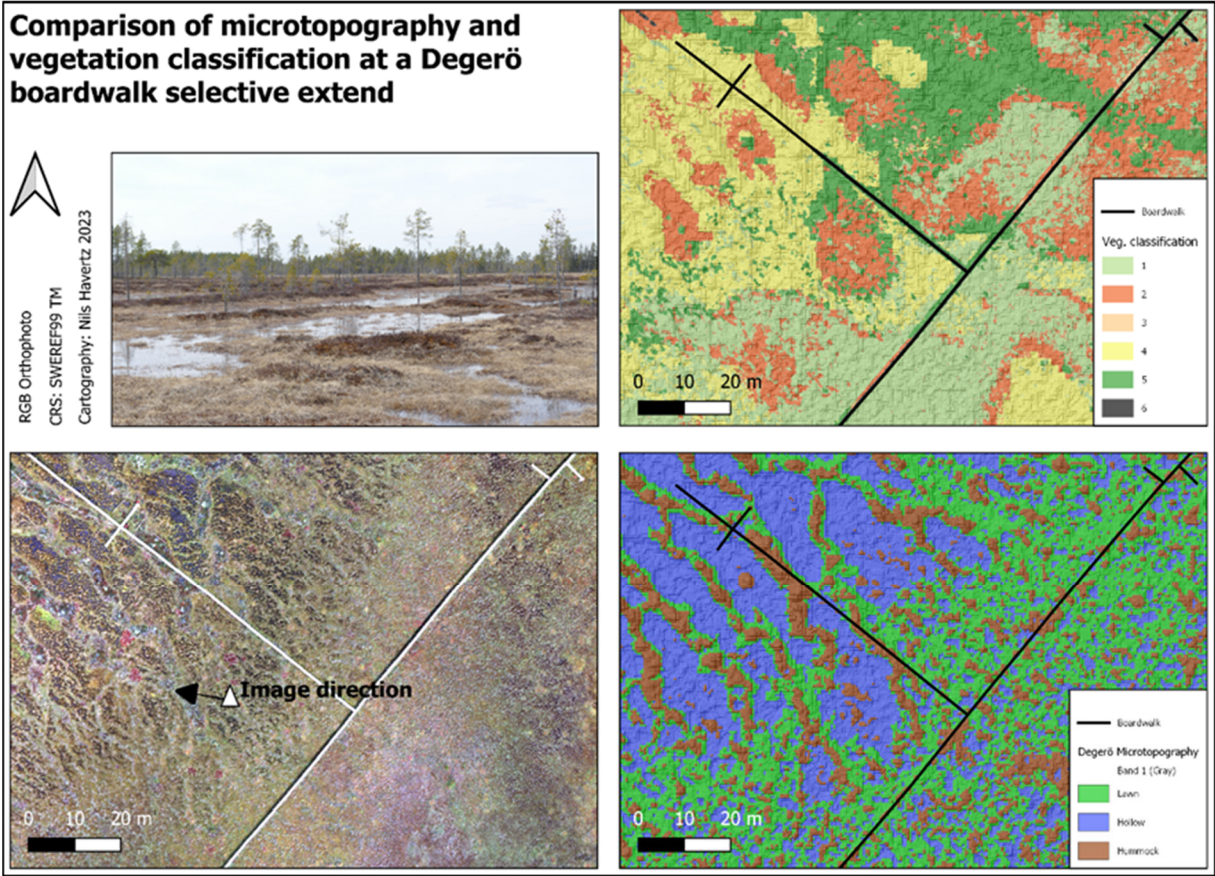 Comparison of microtopography and
vegetation classification at a Degerö
boardwalk selective extend
RGB Orthophoto
CRS: SWEREF99 TM
Cartography: Nils Havertz 2023
0 10 20 m
Boardwalk
Veg. classification
1
2
3
4
5
6
Image direction
0 10 20 m
0 10 20 m
Boardwalk
Degerö Microtopography
Band 1 (Gray)
Lawn
Hollow
Hummock